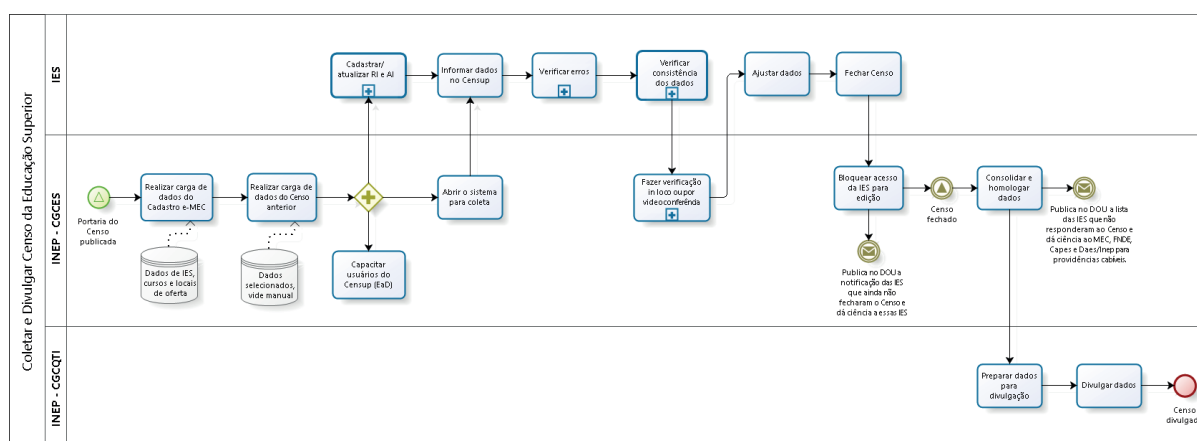 Coletar e Divulgar Censo da Educação Superior
IES
Cadastrar/
atualizar RI e AI
Informar dados
no Censup
Verificar erros
Verificar
consistência
dos dados
Ajustar dados
Fechar Censo
INEP - CGCES
Portaria do
Censo
publicada
Realizar carga de
dados do
Cadastro e-MEC
Dados de IES,
cursos e locais
de oferta
Realizar carga de
dados do Censo
anterior
Dados
selecionados,
vide manual
Capacitar
usuários do
Censup (EaD)
Abrir o sistema
para coleta
Fazer verificação
in loco ou por
videoconferência
Bloquear acesso
da IES para
edição
Publica no DOU a
notificação das IES
que ainda não
fecharam o Censo e
dá ciência a essas IES
Censo
fechado
Consolidar e
homologar
dados
Publica no DOU a lista
das IES que não
responderam ao Censo e
dá ciência ao MEC, FNDE,
Capes e Daes/Inep para
providências cabíveis.
INEP - CGCQTI
Preparar dados
para
divulgação
Divulgar dados
Censo
divulgad